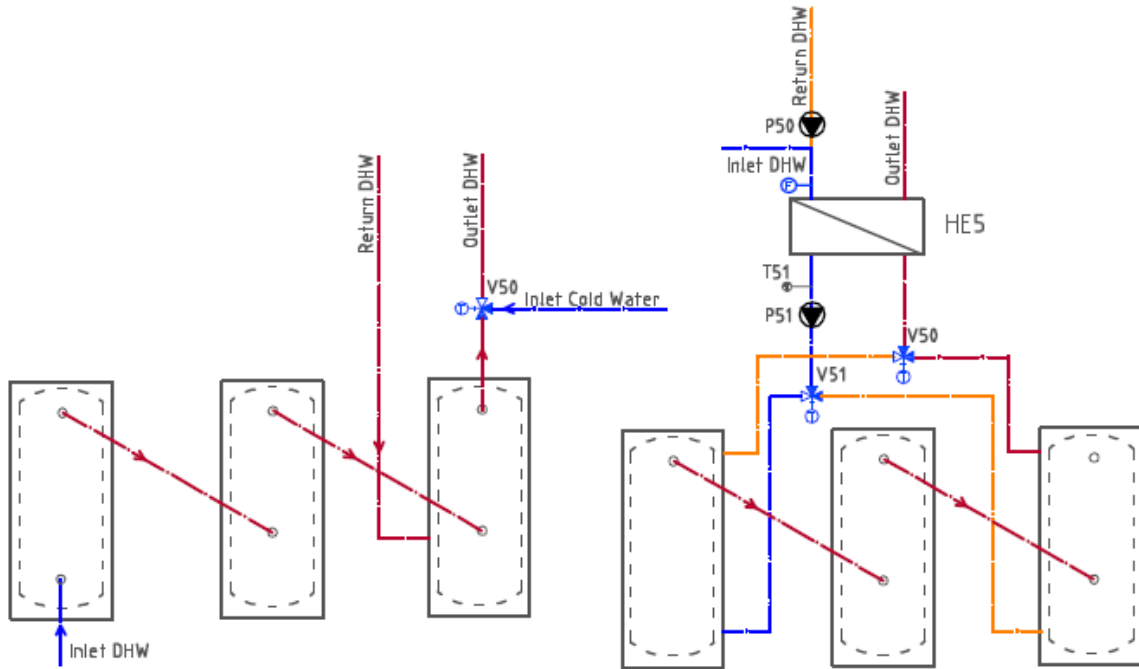 Return DHW
Outlet DHW
V50
T
Inlet Cold Water
Inlet DHW
Return DHW
P50
Outlet DHW
Inlet DHW
F
HE5
T51
P51
V50
T
V51
T